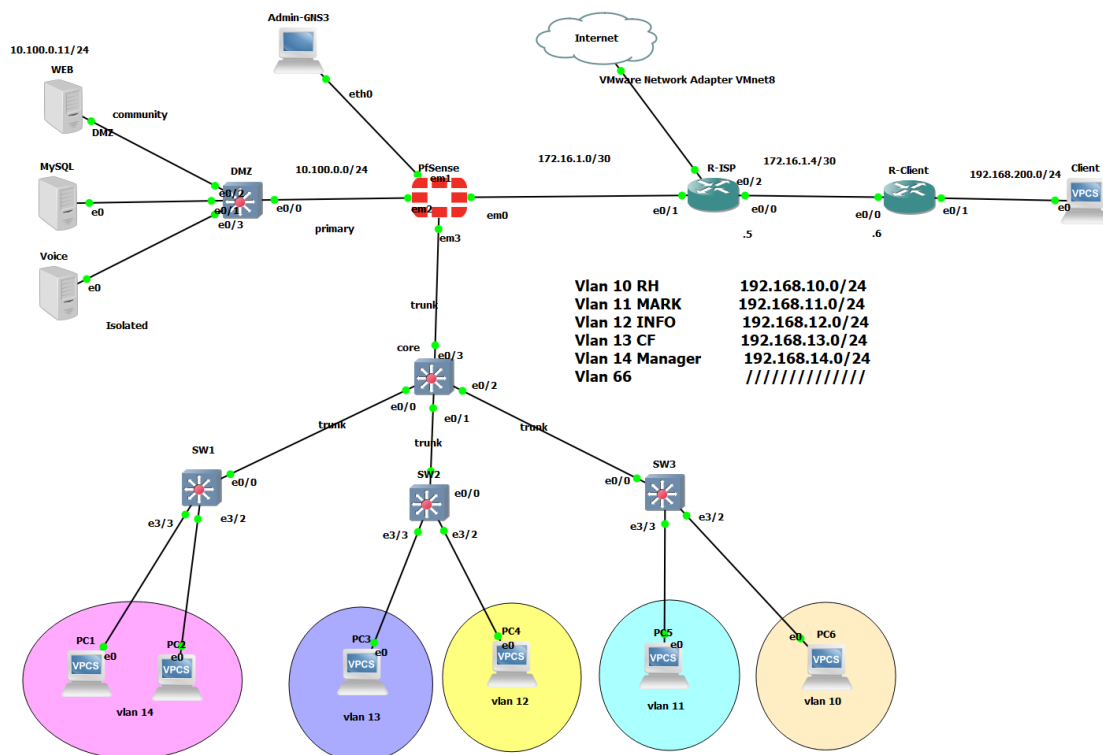 Admin-GNS3
Internet
10.100.0.11/24
WEB
VMware Network Adapter VMnet8
eth0
community
DMZ
MySQL
DMZ
10.100.0.0/24
PfSense
172.16.1.0/30
R-ISP
172.16.1.4/30
R-Client
192.168.200.0/24
Client
em1
e0/2
e0/2
VPCS
e0
e0/1
e0/0
em2
em0
e0/1
e0/0
e0/0
e0/1
e0
e0/3
primary
em3
.5
.6
Voice
e0
Isolated
trunk
Vlan 10 RH 192.168.10.0/24
Vlan 11 MARK 192.168.11.0/24
Vlan 12 INFO 192.168.12.0/24
Vlan 13 CF 192.168.13.0/24
Vlan 14 Manager 192.168.14.0/24
Vlan 66 //////////////
core
e0/3
e0/0
e0/2
e0/1
trunk
trunk
trunk
SW1
SW2
SW3
e0/0
e0/0
e0/0
e3/3
e3/2
e3/3
e3/2
e3/3
e3/2
PC1
PC2
PC3
PC4
PC5
PC6
e0
e0
e0
e0
e0
e0
VPCS
VPCS
VPCS
VPCS
VPCS
VPCS
vlan 14
vlan 13
vlan 12
vlan 11
vlan 10